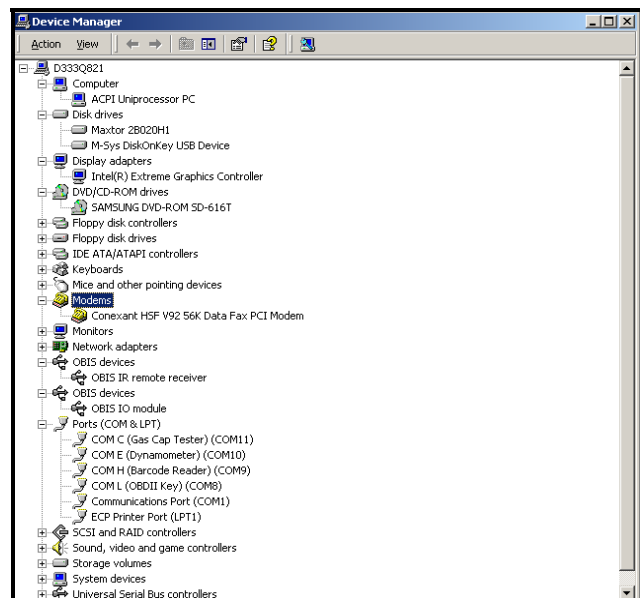 Device Manager
Action View
D333Q821
Computer
ACPI Uniprocessor PC
Disk drives
Maxtor 2B020H1
M-Sys DiskOnKey USB Device
Display adapters
Intel(R) Extreme Graphics Controller
DVD/CD-ROM drives
SAMSUNG DVD-ROM SD-616T
Floppy disk controllers
Floppy disk drives
IDE ATA/ATAPI controllers
Keyboards
Mice and other pointing devices
Modems
Conexant HSF V92 56K Data Fax PCI Modem
Monitors
Network adapters
OBIS devices
OBIS IR remote receiver
OBIS devices
OBIS IO module
Ports (COM & LPT)
COM C (Gas Cap Tester) (COM11)
COM E (Dynamometer) (COM10)
COM H (Barcode Reader) (COM9)
COM L (OBDII Key) (COM8)
Communications Port (COM1)
ECP Printer Port (LPT1)
SCSI and RAID controllers
Sound, video and game controllers
Storage volumes
System devices
Universal Serial Bus controllers